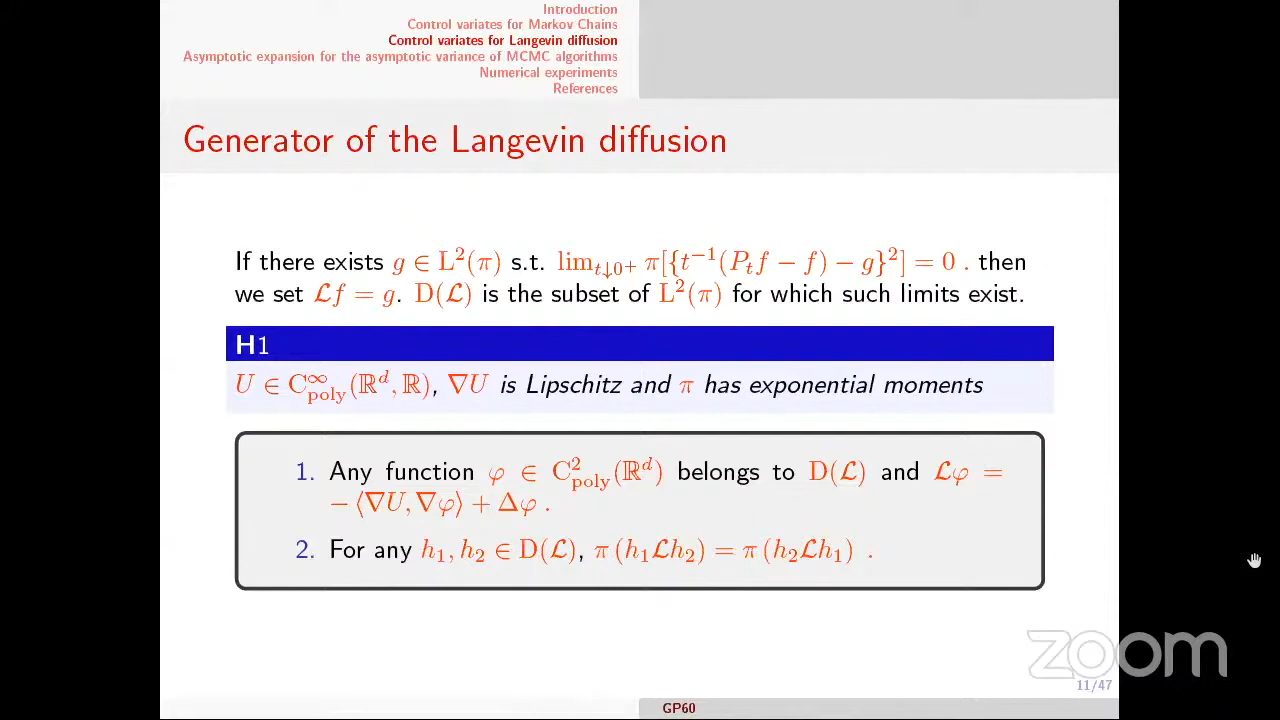 Introduction
Control variates for Markov Chains
Control variates for Langevin diffusion
Asymptotic expansion for the asymptotic variance of MCMC algorithms
Numerical experiments
References
Generator of the Langevin diffusion
If there exists g ∈ L²(π) s.t. lim_{t↓0⁺} π[{t⁻¹(P_t f − f) − g}²] = 0 . then
we set ℒf = g. D(ℒ) is the subset of L²(π) for which such limits exist.
H1
U ∈ C^∞_poly(ℝ^d, ℝ), ∇U is Lipschitz and π has exponential moments
1. Any function φ ∈ C²_poly(ℝ^d) belongs to D(ℒ) and ℒφ =
− ⟨∇U, ∇φ⟩ + Δφ .
2. For any h₁, h₂ ∈ D(ℒ), π (h₁ℒh₂) = π (h₂ℒh₁) .
zoom
11/47
GP60